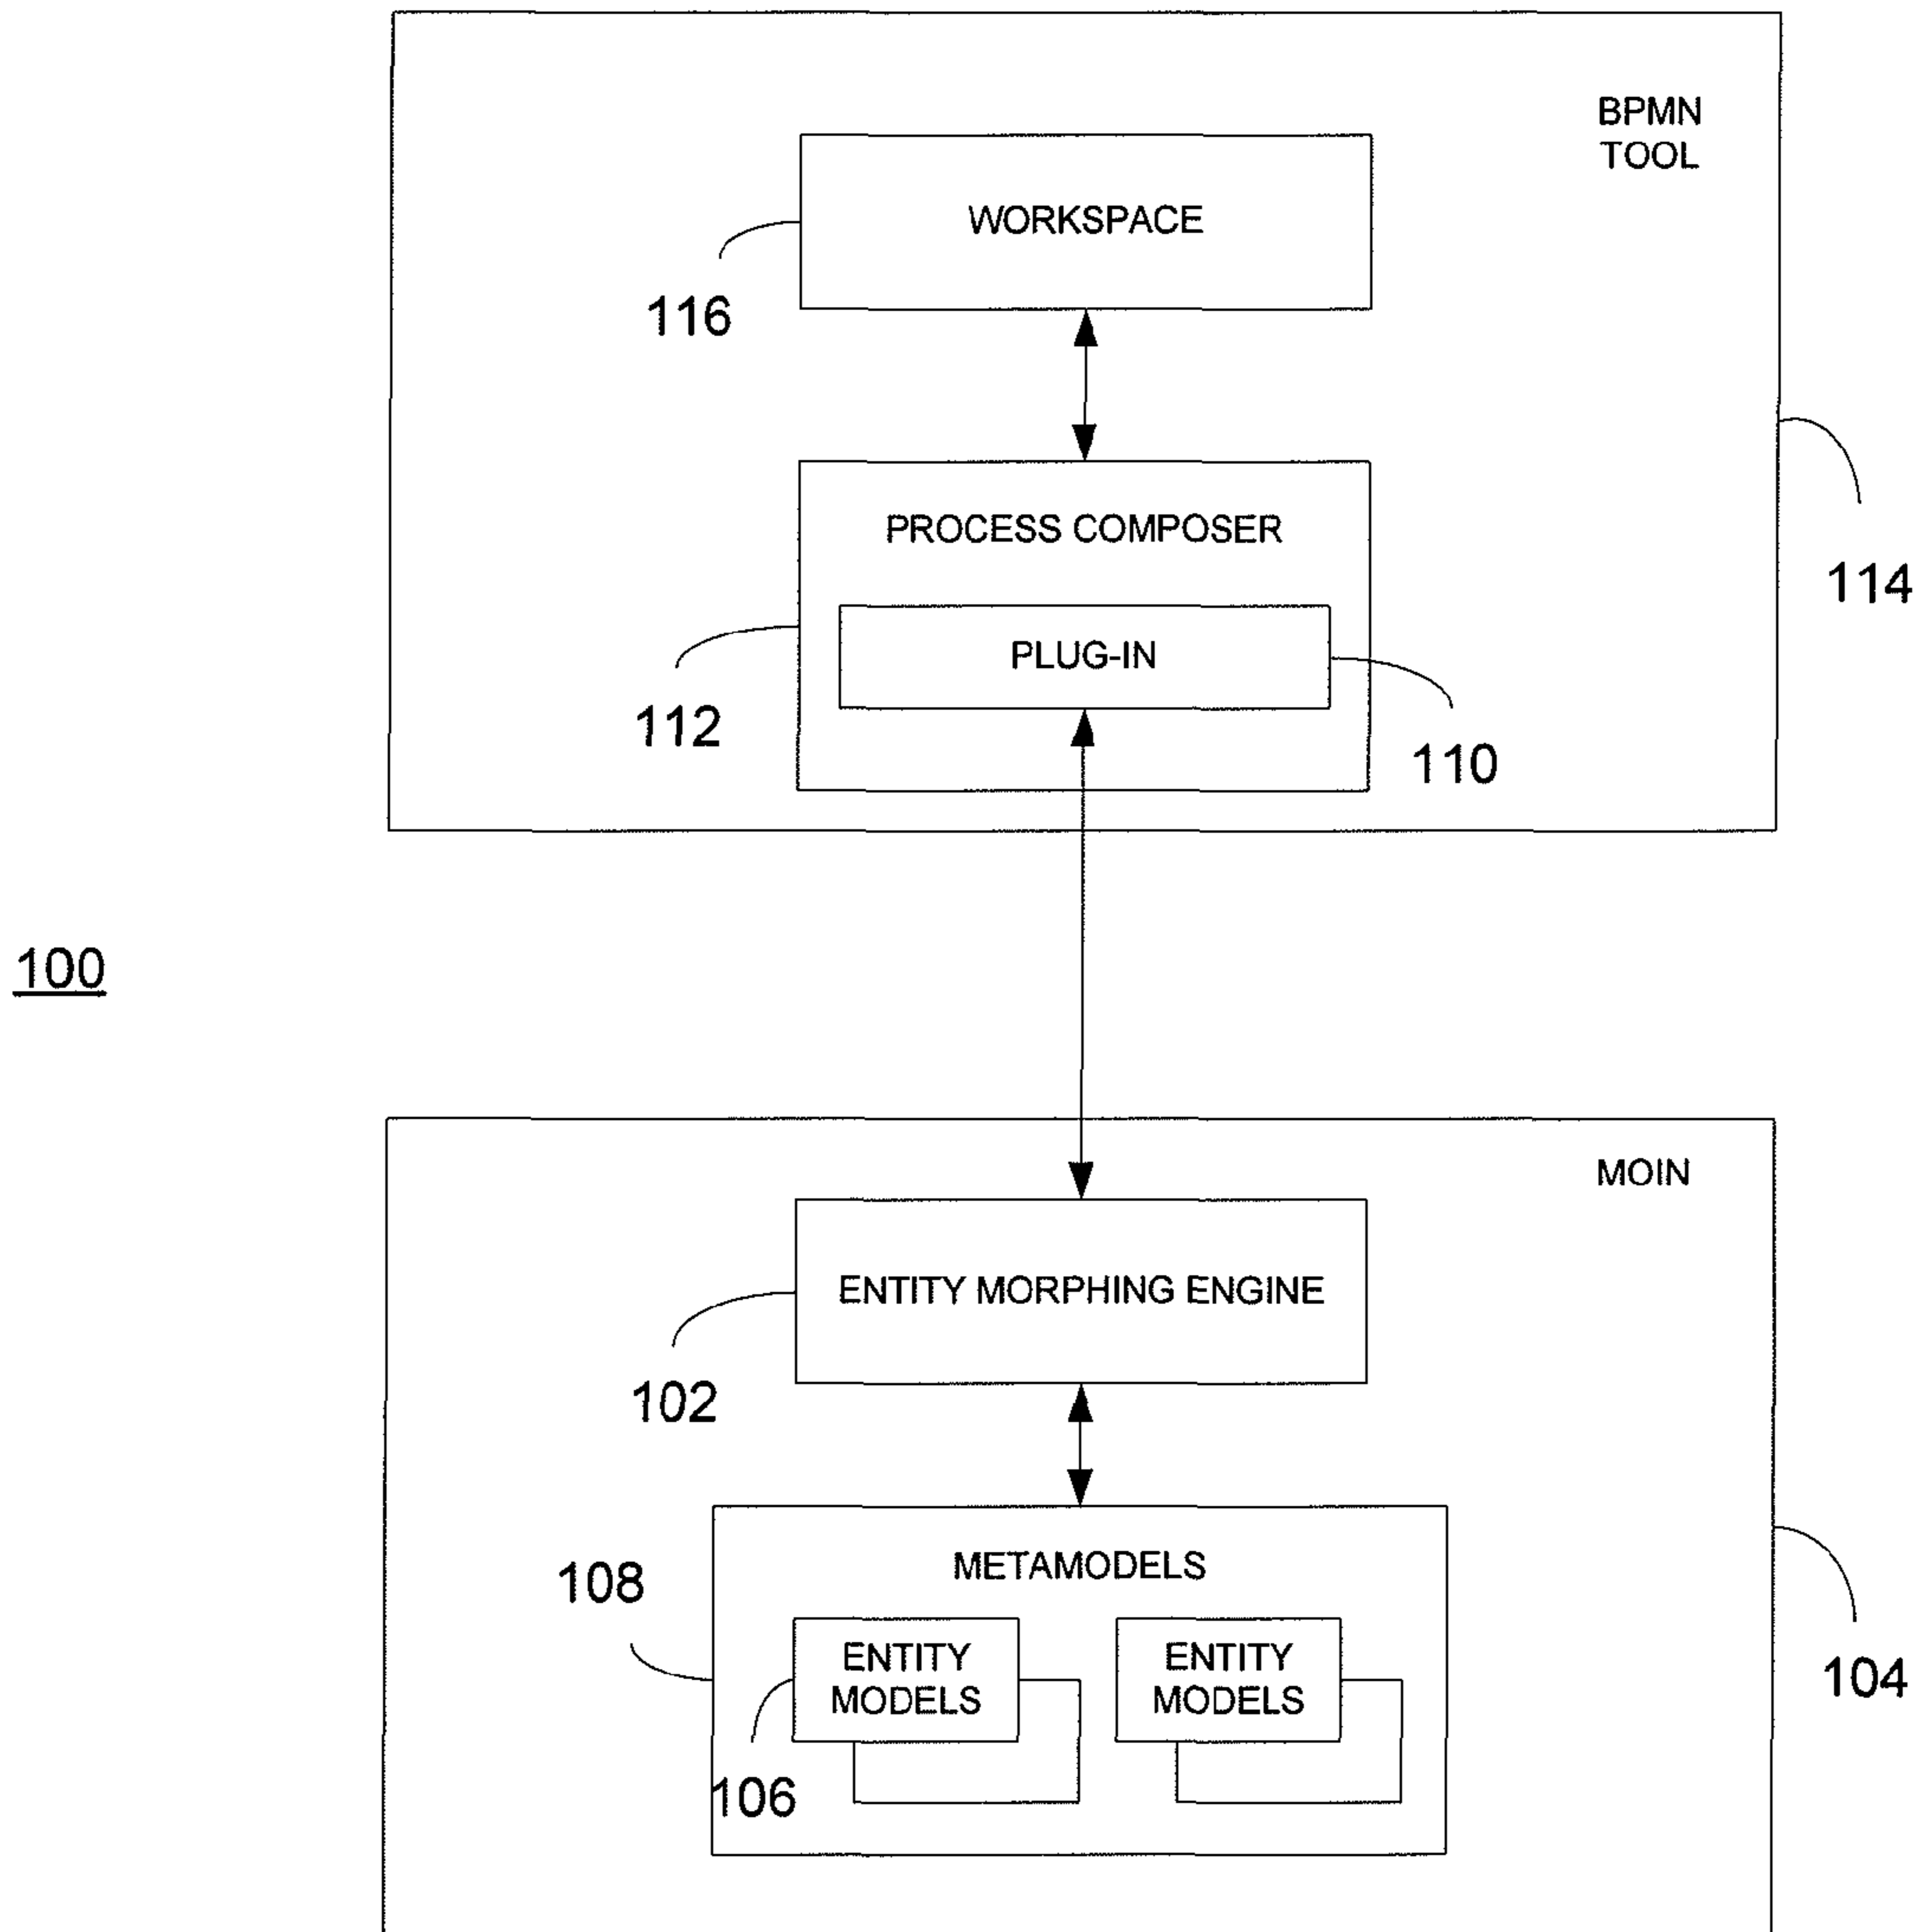 BPMN
TOOL
WORKSPACE
116
PROCESS COMPOSER
114
PLUG-IN
112
110
100
MOIN
ENTITY MORPHING ENGINE
102
METAMODELS
108
ENTITY
MODELS
ENTITY
MODELS
104
106